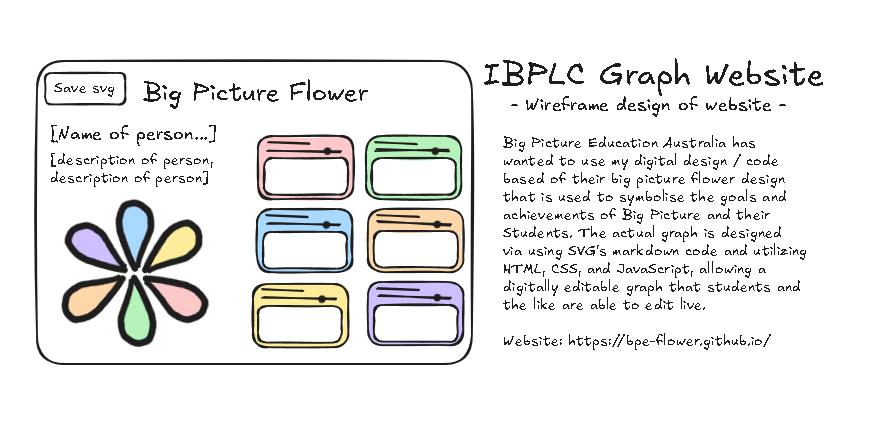 Save svg
Big Picture Flower
[Name of person...]
[description of person,
description of person]
IBPLC Graph Website
- Wireframe design of website -
Big Picture Education Australia has
wanted to use my digital design / code
based of their big picture flower design
that is used to symbolise the goals and
achievements of Big Picture and their
Students. The actual graph is designed
via using SVG's markdown code and utilizing
HTML, CSS, and JavaScript, allowing a
digitally editable graph that students and
the like are able to edit live.
Website: https://bpe-flower.github.io/